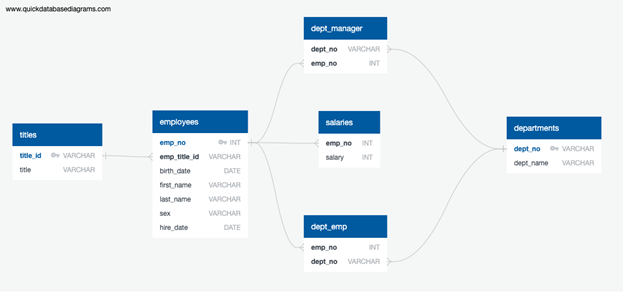 www.quickdatabasediagrams.com
dept_manager
dept_no VARCHAR
emp_no INT
employees
emp_no INT
emp_title_id VARCHAR
birth_date DATE
first_name VARCHAR
last_name VARCHAR
sex VARCHAR
hire_date DATE
salaries
emp_no INT
salary INT
titles
title_id VARCHAR
title VARCHAR
departments
dept_no VARCHAR
dept_name VARCHAR
dept_emp
emp_no INT
dept_no VARCHAR